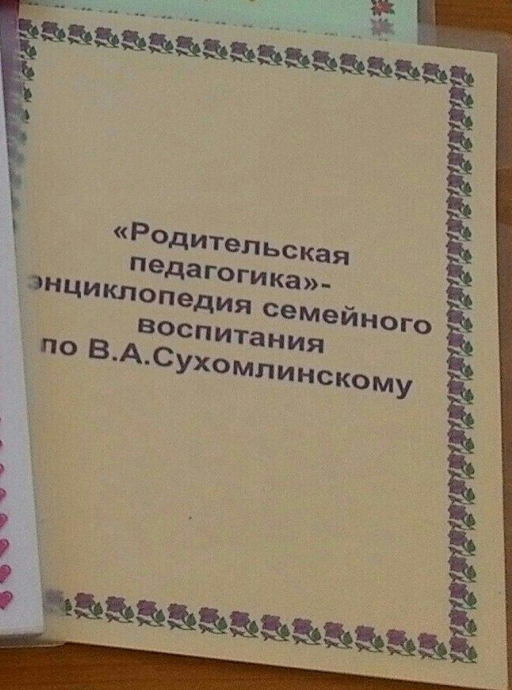 «Родительская
педагогика»-
энциклопедия семейного
воспитания
по В.А.Сухомлинскому